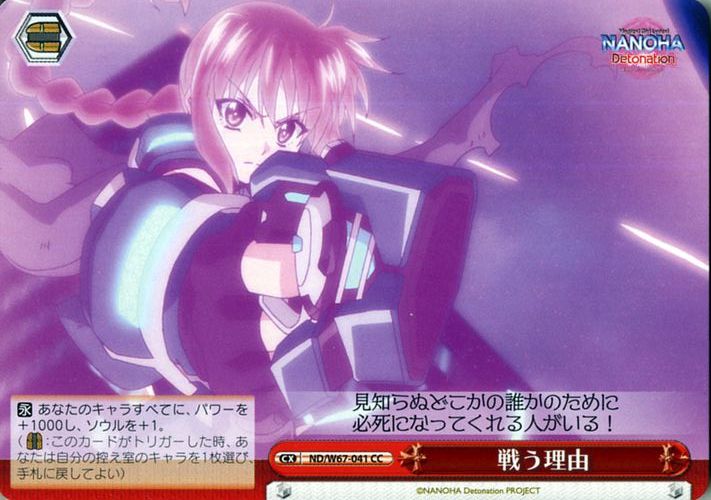 NANOHA
Detonation
永 あなたのキャラすべてに、パワーを
+1000し、ソウルを+1。
( :このカードがトリガーした時、あ
なたは自分の控え室のキャラを1枚選び、
手札に戻してよい)
見知らぬどこかの誰かのために
必死になってくれる人がいる!
CX ND/W67-041 CC 戦う理由
©NANOHA Detonation PROJECT